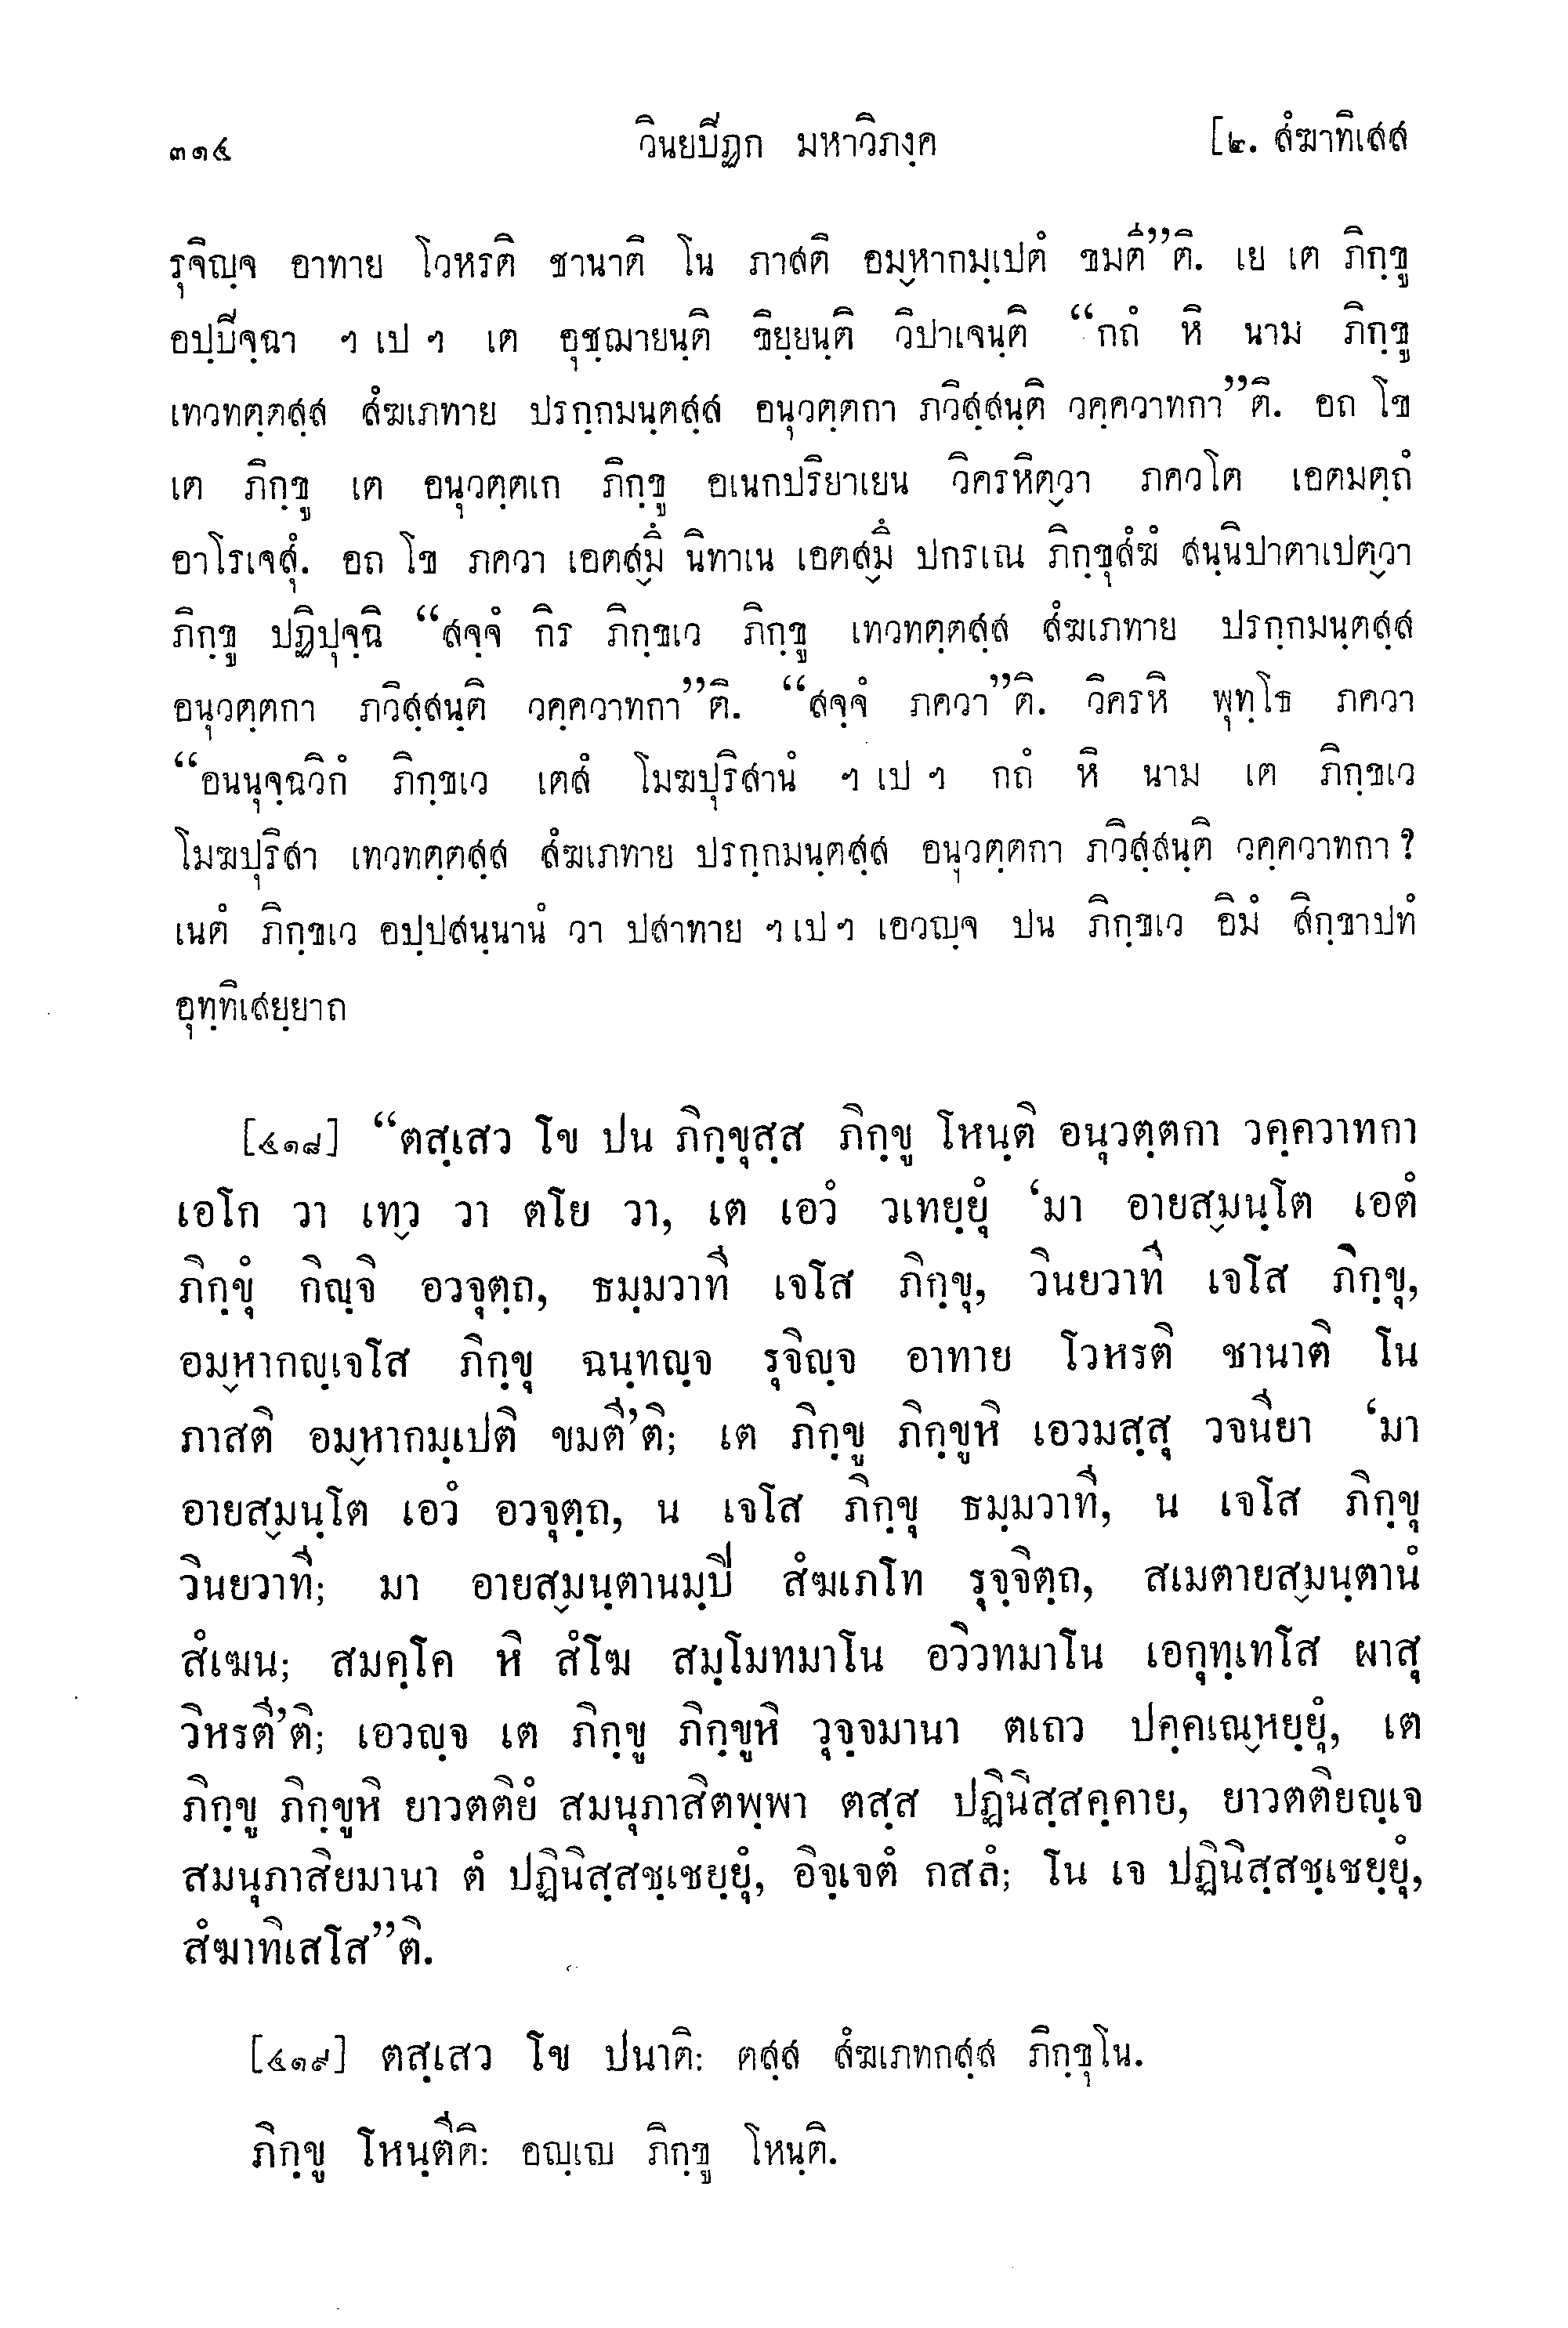 ๓๑๔ วินยปิฏก มหาวิภงฺค [๒. สํฆาทิเสส
รุจิญฺจ อาทาย โวหรติ ชานาติ โน ภาสติ อม๎หากมฺเปตํ ขมตี”ติ. เย เต ภิกฺขู
อปฺปิจฺฉา ฯ เป ฯ เต อุชฺฌายนฺติ ขิยฺยนฺติ วิปาเจนฺติ “กถํ หิ นาม ภิกฺขู
เทวทตฺตสฺส สํฆเภทาย ปรกฺกมนฺตสฺส อนุวตฺตกา ภวิสฺสนฺติ วคฺควาทกา”ติ. อถ โข
เต ภิกฺขู เต อนุวตฺตเก ภิกฺขู อเนกปริยาเยน วิครหิต๎วา ภควโต เอตมตฺถํ
อาโรเจสุํ. อถ โข ภควา เอตส๎มึ นิทาเน เอตส๎มึ ปกรเณ ภิกฺขุสํฆํ สนฺนิปาตาเปต๎วา
ภิกฺขู ปฏิปุจฺฉิ “สจฺจํ กิร ภิกฺขเว ภิกฺขู เทวทตฺตสฺส สํฆเภทาย ปรกฺกมนฺตสฺส
อนุวตฺตกา ภวิสฺสนฺติ วคฺควาทกา”ติ. “สจฺจํ ภควา”ติ. วิครหิ พุทฺโธ ภควา
“อนนุจฺฉวิกํ ภิกฺขเว เตสํ โมฆปุริสานํ ฯ เป ฯ กถํ หิ นาม เต ภิกฺขเว
โมฆปุริสา เทวทตฺตสฺส สํฆเภทาย ปรกฺกมนฺตสฺส อนุวตฺตกา ภวิสฺสนฺติ วคฺควาทกา?
เนตํ ภิกฺขเว อปฺปสนฺนานํ วา ปสาทาย ฯ เป ฯ เอวญฺจ ปน ภิกฺขเว อิมํ สิกฺขาปทํ
อุทฺทิเสยฺยาถ
[๔๑๘] “ตสฺเสว โข ปน ภิกฺขุสฺส ภิกฺขู โหนฺติ อนุวตฺตกา วคฺควาทกา
เอโก วา เทฺว วา ตโย วา, เต เอวํ วเทยฺยุํ ‘มา อายส๎มนฺโต เอตํ
ภิกฺขุํ กิญฺจิ อวจุตฺถ, ธมฺมวาที เจโส ภิกฺขุ, วินยวาที เจโส ภิกฺขุ,
อม๎หากญฺเจโส ภิกฺขุ ฉนฺทญฺจ รุจิญฺจ อาทาย โวหรติ ชานาติ โน
ภาสติ อม๎หากมฺเปติ ขมตี’ติ; เต ภิกฺขู ภิกฺขูหิ เอวมสฺสุ วจนียา ‘มา
อายส๎มนฺโต เอวํ อวจุตฺถ, น เจโส ภิกฺขุ ธมฺมวาที, น เจโส ภิกฺขุ
วินยวาที; มา อายส๎มนฺตานมฺปิ สํฆเภโท รุจฺจิตฺถ, สเมตายส๎มนฺตานํ
สํเฆน; สมคฺโค หิ สํโฆ สมฺโมทมาโน อวิวทมาโน เอกุทฺเทโส ผาสุ
วิหรตี’ติ; เอวญฺจ เต ภิกฺขู ภิกฺขูหิ วุจฺจมานา ตเถว ปคฺคเณ๎หยฺยุํ, เต
ภิกฺขู ภิกฺขูหิ ยาวตติยํ สมนุภาสิตพฺพา ตสฺส ปฏินิสฺสคฺคาย, ยาวตติยญฺเจ
สมนุภาสิยมานา ตํ ปฏินิสฺสชฺเชยฺยุํ, อิจฺเจตํ กสลํ; โน เจ ปฏินิสฺสชฺเชยฺยุํ,
สํฆาทิเสโส”ติ.
[๔๑๙] ตสฺเสว โข ปนาติ: ตสฺส สํฆเภทกสฺส ภิกฺขุโน.
ภิกฺขู โหนฺตีติ: อญฺเญ ภิกฺขู โหนฺติ.